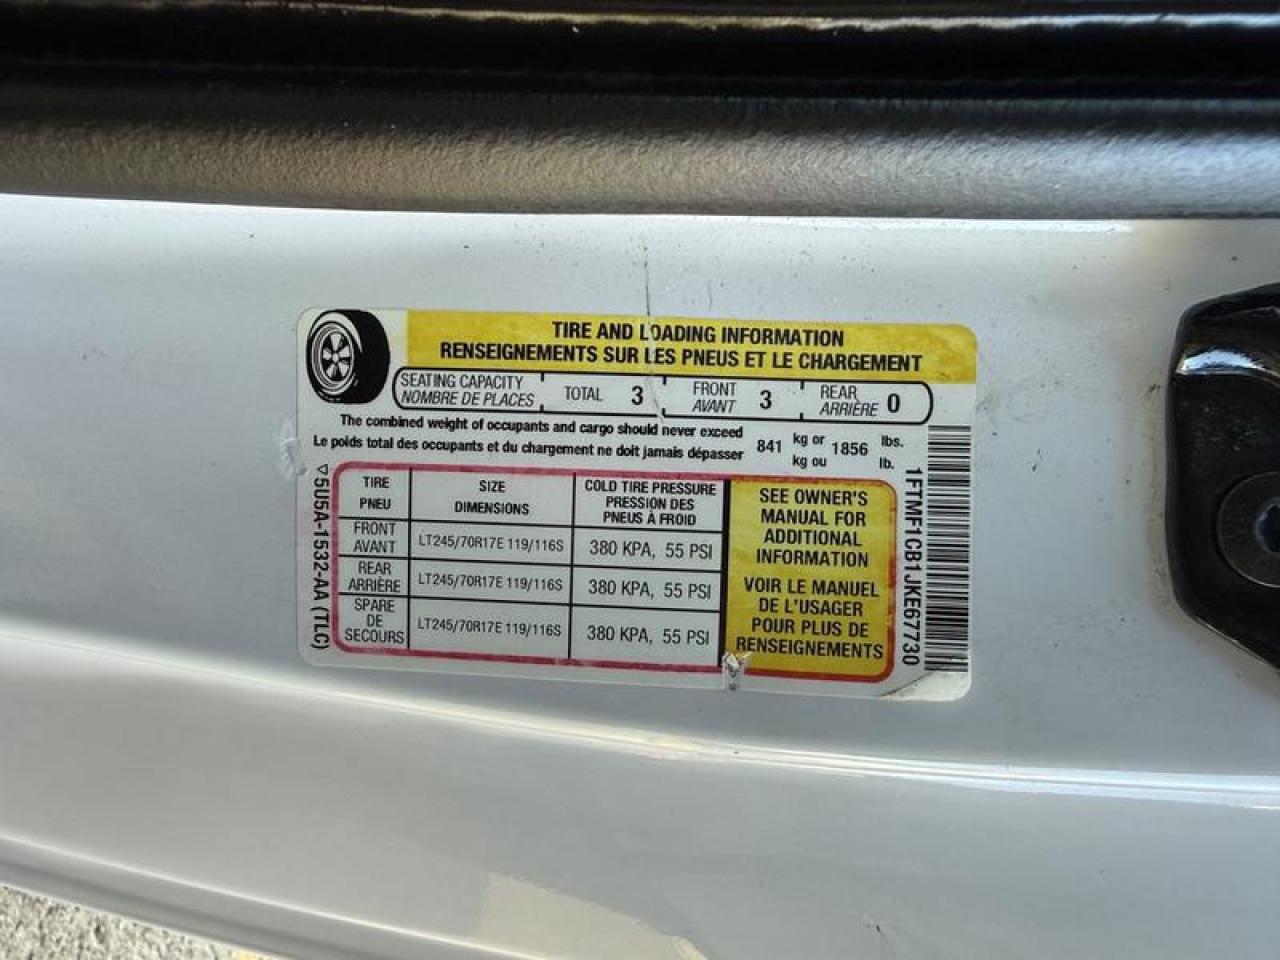 TIRE AND LOADING INFORMATION
RENSEIGNEMENTS SUR LES PNEUS ET LE CHARGEMENT
SEATING CAPACITY TOTAL 3 FRONT 3 REAR 0
NOMBRE DE PLACES AVANT ARRIÈRE
The combined weight of occupants and cargo should never exceed 841 kg or 1856 lbs.
Le poids total des occupants et du chargement ne doit jamais dépasser kg ou lb.
TIRE SIZE COLD TIRE PRESSURE
PNEU DIMENSIONS PRESSION DES
PNEUS À FROID
FRONT
AVANT LT245/70R17E 119/116S 380 KPA, 55 PSI
REAR
ARRIÈRE LT245/70R17E 119/116S 380 KPA, 55 PSI
SPARE
DE
SECOURS LT245/70R17E 119/116S 380 KPA, 55 PSI
SEE OWNER'S
MANUAL FOR
ADDITIONAL
INFORMATION
VOIR LE MANUEL
DE L'USAGER
POUR PLUS DE
RENSEIGNEMENTS
5U5A-1532-AA (TLC)
1FTMF1CB1JKE67730